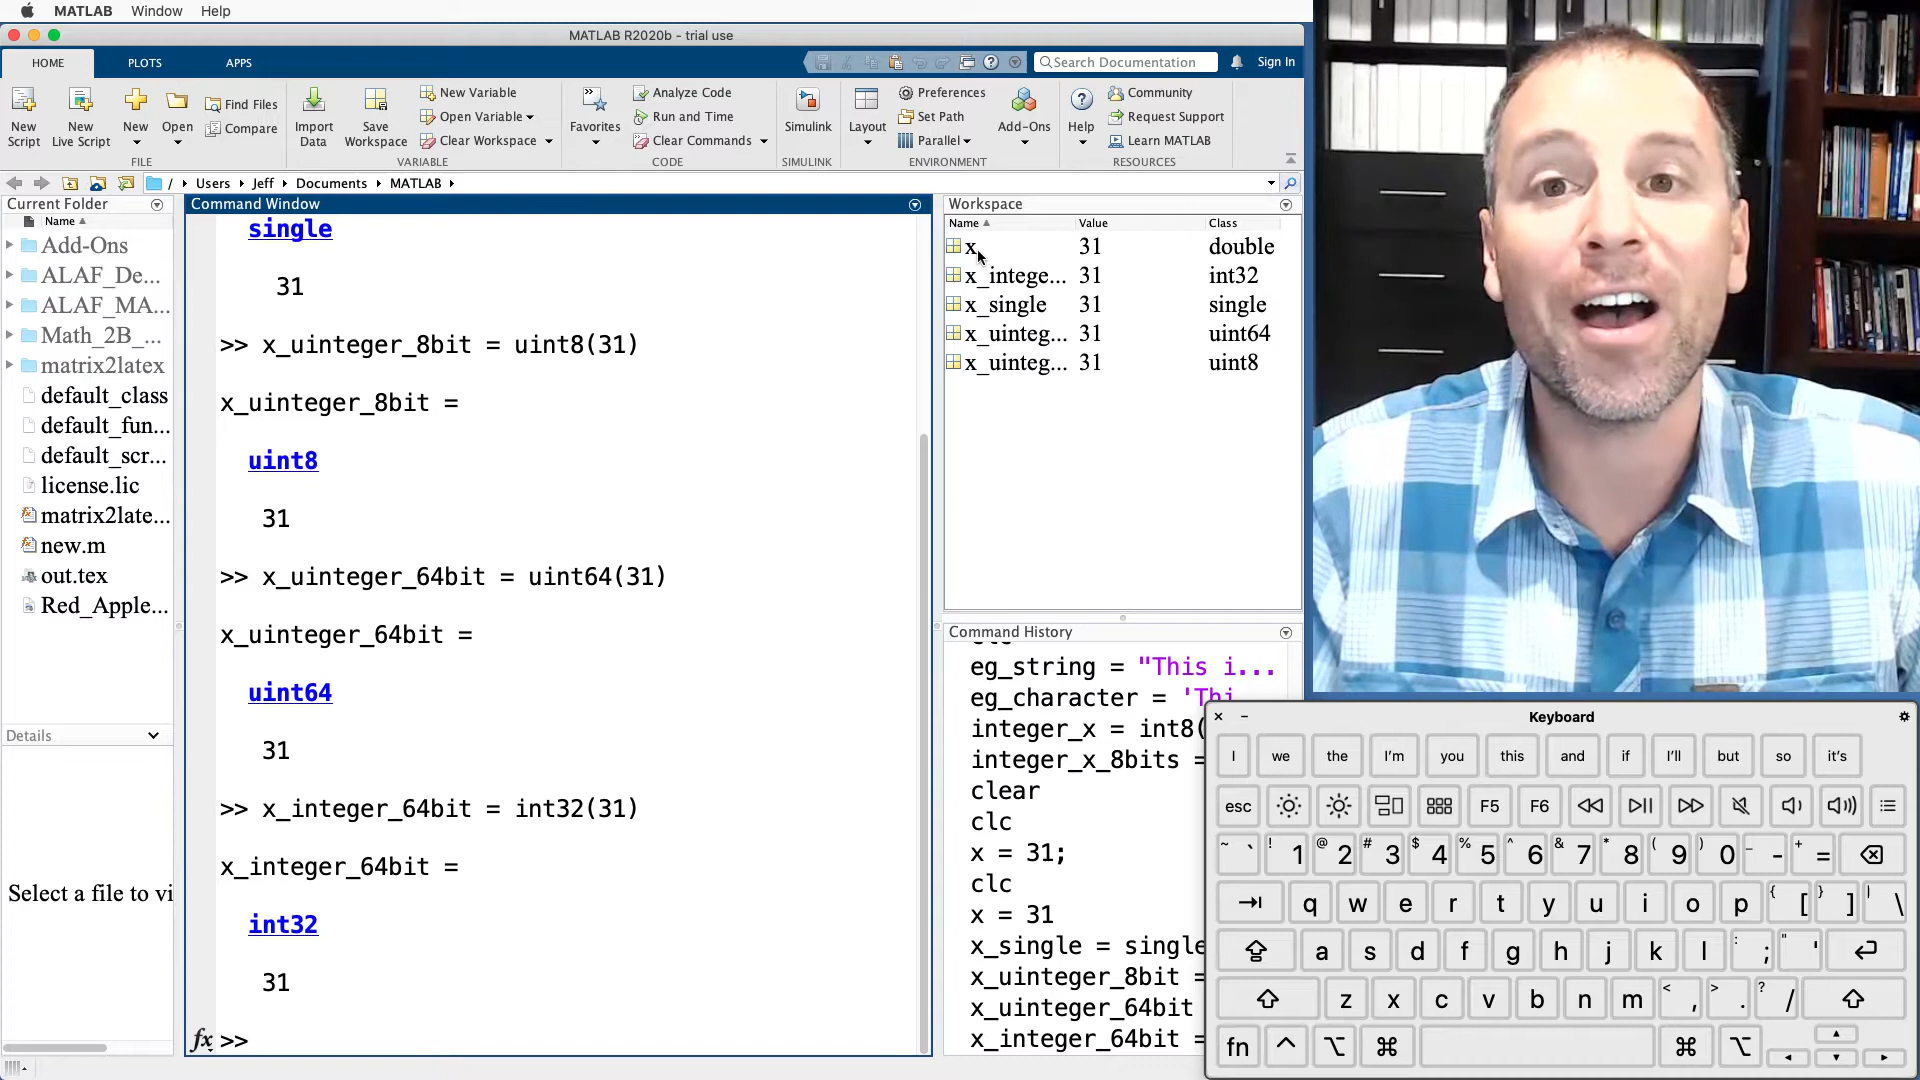 MATLAB Window Help
MATLAB R2020b - trial use
HOME PLOTS APPS
Search Documentation
Sign In
New Script
New Live Script
New
Open
Find Files
Compare
FILE
Import Data
Save Workspace
New Variable
Open Variable
Clear Workspace
VARIABLE
Favorites
Analyze Code
Run and Time
Clear Commands
CODE
Simulink
SIMULINK
Layout
Preferences
Set Path
Parallel
Add-Ons
ENVIRONMENT
Help
Community
Request Support
Learn MATLAB
RESOURCES
/ Users Jeff Documents MATLAB
Current Folder
Name
Add-Ons
ALAF_De...
ALAF_MA...
Math_2B_...
matrix2latex
default_class
default_fun...
default_scr...
license.lic
matrix2late...
new.m
out.tex
Red_Apple...
Details
Select a file to vi
Command Window
single
31
>> x_uinteger_8bit = uint8(31)
x_uinteger_8bit =
uint8
31
>> x_uinteger_64bit = uint64(31)
x_uinteger_64bit =
uint64
31
>> x_integer_64bit = int32(31)
x_integer_64bit =
int32
31
fx >>
Workspace
Name Value Class
x 31 double
x_intege... 31 int32
x_single 31 single
x_uinteg... 31 uint64
x_uinteg... 31 uint8
Command History
clc
eg_string = "This i...
eg_character = 'Thi
integer_x = int8(
integer_x_8bits =
clear
clc
x = 31;
clc
x = 31
x_single = single
x_uinteger_8bit =
x_uinteger_64bit
x_integer_64bit =
Keyboard
I we the I'm you this and if I'll but so it's
esc F5 F6
~ ` ! 1 @ 2 # 3 $ 4 % 5 ^ 6 & 7 * 8 ( 9 ) 0 _ - + =
q w e r t y u i o p { [ } ] | \
a s d f g h j k l : ; " '
z x c v b n m < , > . ? /
fn ^ ⌥ ⌘ ⌘ ⌥